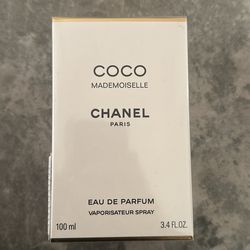 COCO
MADEMOISELLE
CHANEL
PARIS
EAU DE PARFUM
VAPORISATEUR SPRAY
100 ml 3.4 FL.OZ.